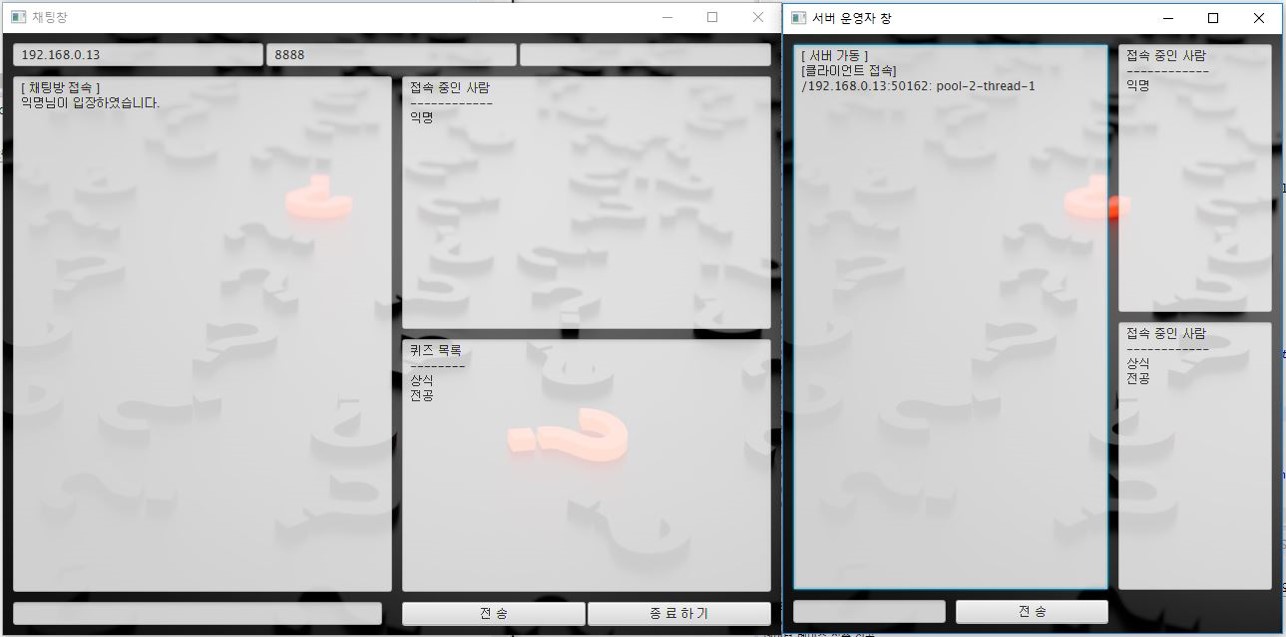 채팅창
192.168.0.13
8888
[ 채팅방 접속 ]
익명님이 입장하였습니다.
접속 중인 사람
------------
익명
퀴즈 목록
--------
상식
전공
전 송
종 료 하 기
서버 운영자 창
[ 서버 가동 ]
[클라이언트 접속]
/192.168.0.13:50162: pool-2-thread-1
접속 중인 사람
------------
익명
접속 중인 사람
------------
상식
전공
전 송